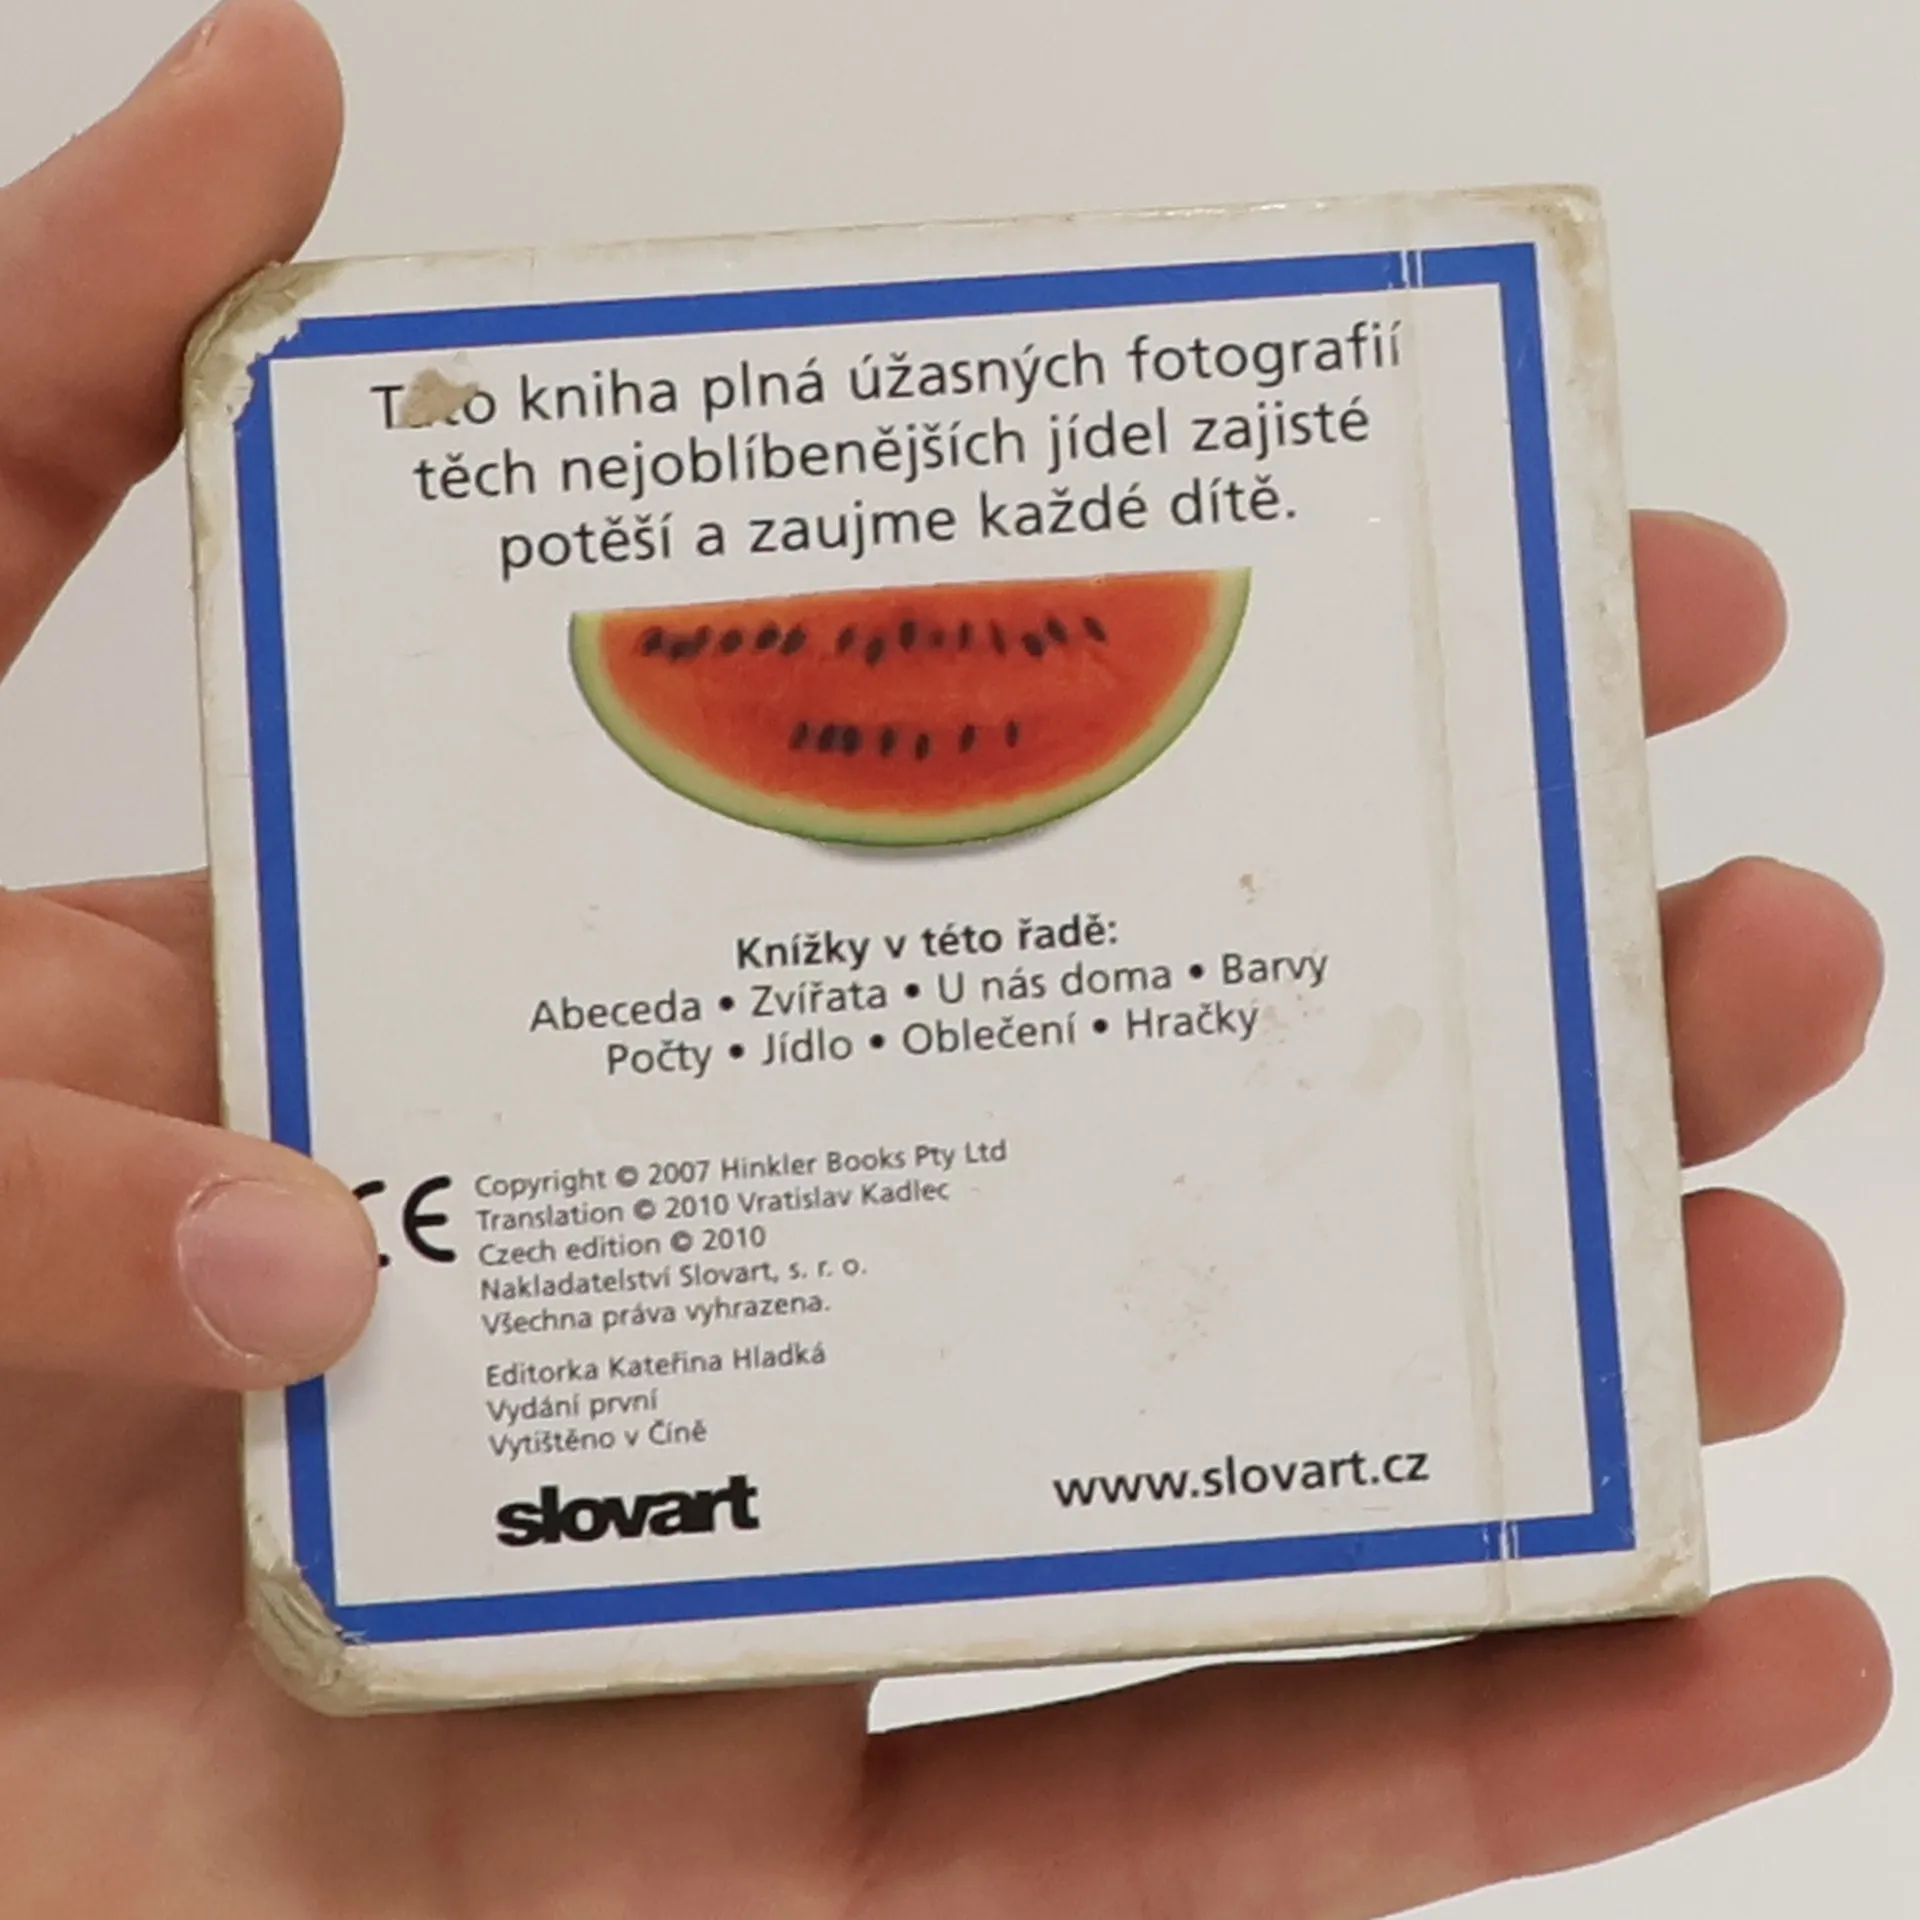 kniha plná úžasných fotografií
těch nejoblíbenějších jídel zajisté
potěší a zaujme každé dítě.
Knížky v této řadě:
Abeceda • Zvířata • U nás doma • Barvy
Počty • Jídlo • Oblečení • Hračky
CE
Copyright © 2007 Hinkler Books Pty Ltd
Translation © 2010 Vratislav Kadlec
Czech edition © 2010
Nakladatelství Slovart, s. r. o.
Všechna práva vyhrazena.
Editorka Kateřina Hladká
Vydání první
Vytištěno v Číně
slovart
www.slovart.cz